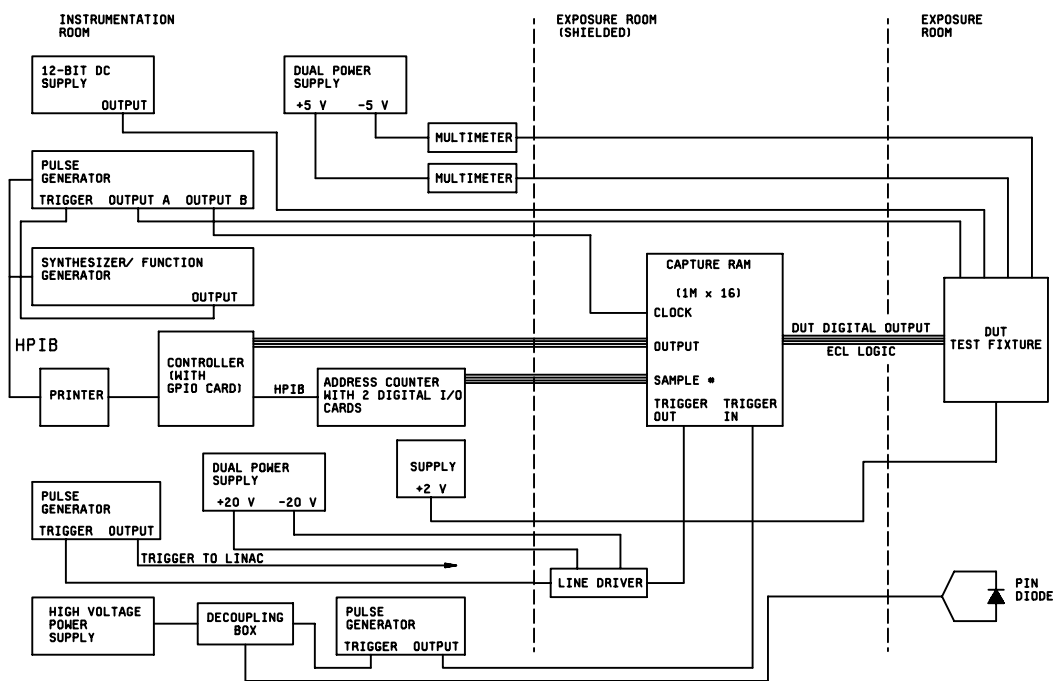 INSTRUMENTATION
ROOM
EXPOSURE ROOM
(SHIELDED)
EXPOSURE
ROOM
12-BIT DC
SUPPLY
OUTPUT
DUAL POWER
SUPPLY
+5 V -5 V
MULTIMETER
MULTIMETER
PULSE
GENERATOR
TRIGGER OUTPUT A OUTPUT B
SYNTHESIZER/ FUNCTION
GENERATOR
OUTPUT
CAPTURE RAM
(1M x 16)
CLOCK
OUTPUT
SAMPLE #
TRIGGER
OUT
TRIGGER
IN
DUT DIGITAL OUTPUT
ECL LOGIC
DUT
TEST FIXTURE
HPIB
PRINTER
CONTROLLER
(WITH
GPIO CARD)
HPIB
ADDRESS COUNTER
WITH 2 DIGITAL I/O
CARDS
DUAL POWER
SUPPLY
+20 V -20 V
SUPPLY
+2 V
PULSE
GENERATOR
TRIGGER OUTPUT
TRIGGER TO LINAC
LINE DRIVER
PIN
DIODE
HIGH VOLTAGE
POWER
SUPPLY
DECOUPLING
BOX
PULSE
GENERATOR
TRIGGER OUTPUT